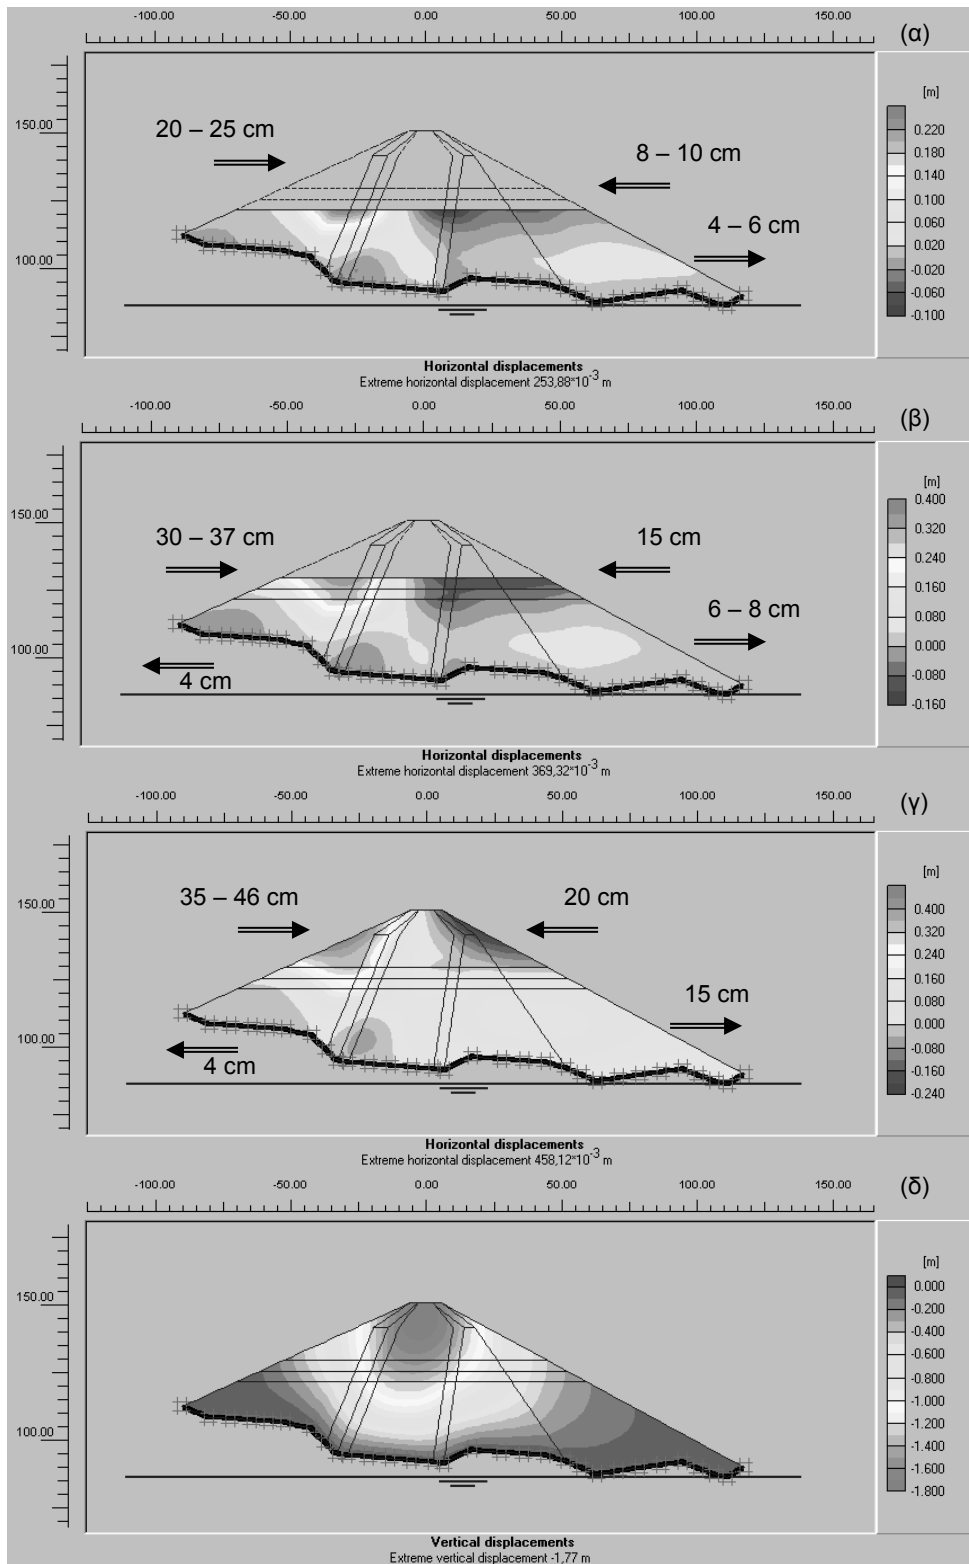 -100.00 -50.00 0.00 50.00 100.00 150.00
(α)
[m]
0.220
0.180
0.140
0.100
0.060
0.020
-0.020
-0.060
-0.100
150.00
100.00
20 – 25 cm
8 – 10 cm
4 – 6 cm
Horizontal displacements
Extreme horizontal displacement 253,88*10-3 m
-100.00 -50.00 0.00 50.00 100.00 150.00
(β)
[m]
0.400
0.320
0.240
0.160
0.080
0.000
-0.080
-0.160
150.00
100.00
30 – 37 cm
15 cm
6 – 8 cm
4 cm
Horizontal displacements
Extreme horizontal displacement 369,32*10-3 m
-100.00 -50.00 0.00 50.00 100.00 150.00
(γ)
[m]
0.400
0.320
0.240
0.160
0.080
0.000
-0.080
-0.160
-0.240
150.00
100.00
35 – 46 cm
20 cm
15 cm
4 cm
Horizontal displacements
Extreme horizontal displacement 458,12*10-3 m
-100.00 -50.00 0.00 50.00 100.00 150.00
(δ)
[m]
0.000
-0.200
-0.400
-0.600
-0.800
-1.000
-1.200
-1.400
-1.600
-1.800
150.00
100.00
Vertical displacements
Extreme vertical displacement -1,77 m